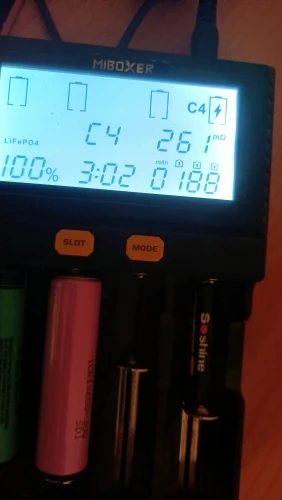 MiBOXER
C4
C4 261 mΩ
LiFePO4
100% 3:02 mAh 0188
SLOT MODE
Soshine